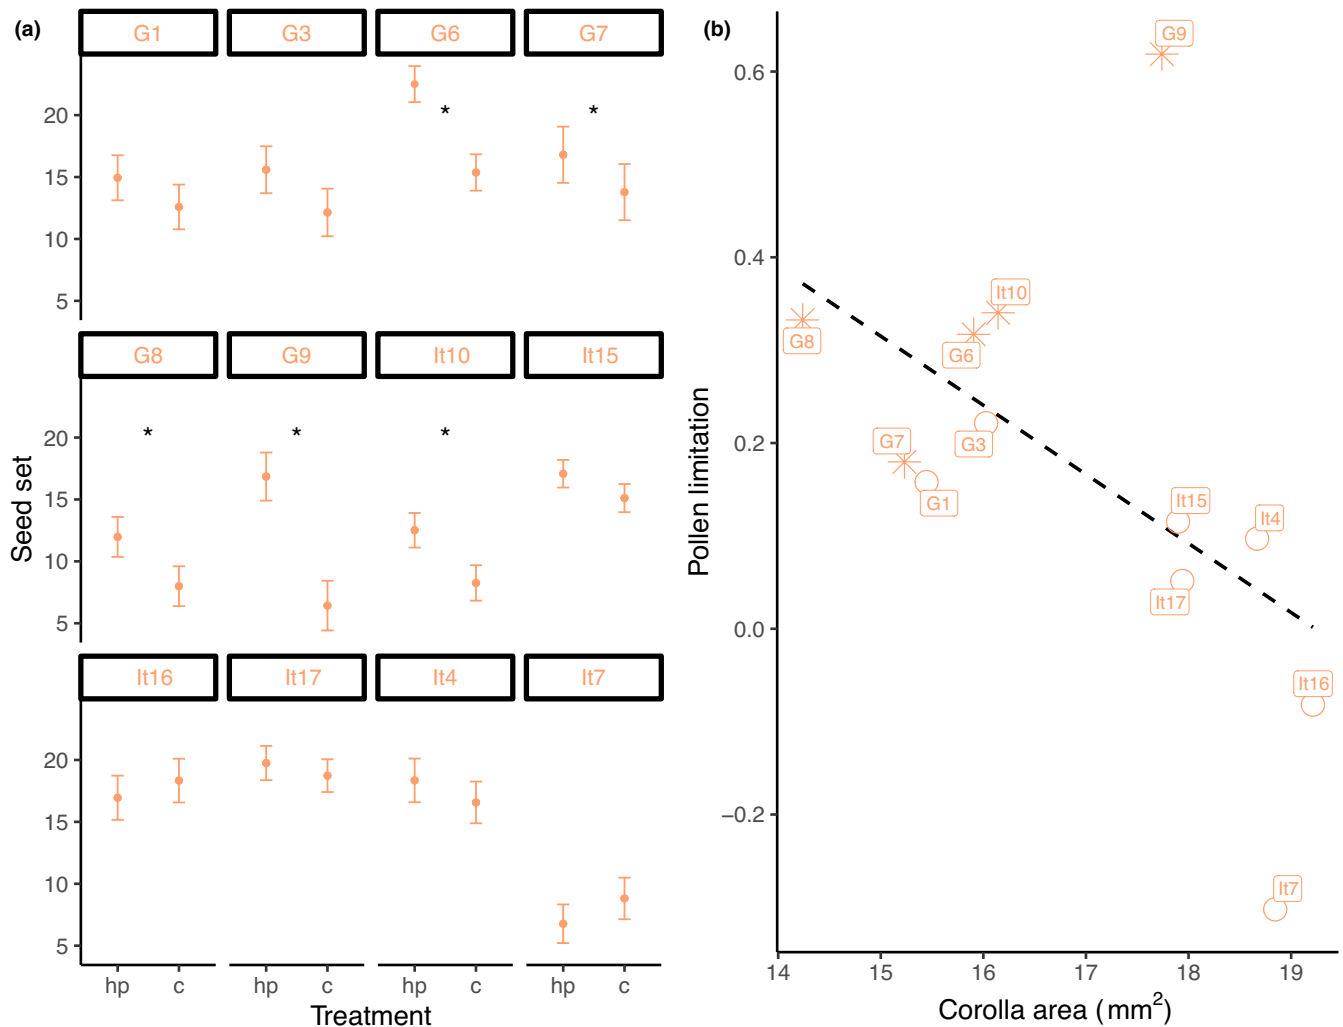 (a)
G1 G3 G6 G7
20
15
10
5
* *
G8 G9 It10 It15
20
15
10
5
* * *
It16 It17 It4 It7
20
15
10
5
hp c hp c hp c hp c
Treatment
Seed set
(b)
0.6
0.4
0.2
0.0
−0.2
G9
It10
G8
G6
G7
G3
G1
It15
It4
It17
It16
It7
14 15 16 17 18 19
Corolla area (mm²)
Pollen limitation